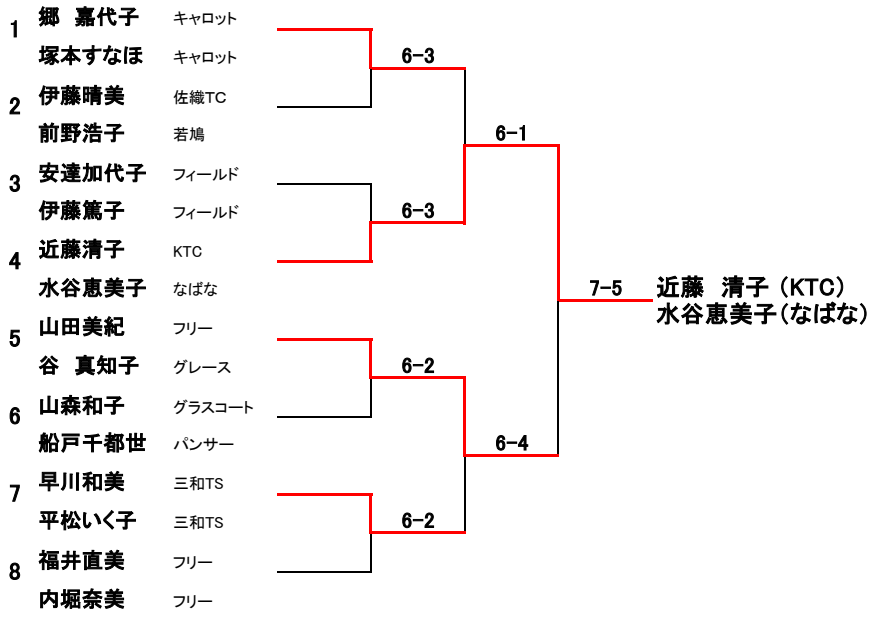 1 郷　嘉代子 キャロット
塚本すなほ キャロット
6-3
2 伊藤晴美 佐織TC
前野浩子 若鳩
6-1
3 安達加代子 フィールド
伊藤篤子 フィールド
6-3
4 近藤清子 KTC
水谷恵美子 なばな
7-5 近藤　清子（KTC）
水谷恵美子（なばな）
5 山田美紀 フリー
谷　真知子 グレース
6-2
6 山森和子 グラスコート
船戸千都世 パンサー
6-4
7 早川和美 三和TS
平松いく子 三和TS
6-2
8 福井直美 フリー
内堀奈美 フリー